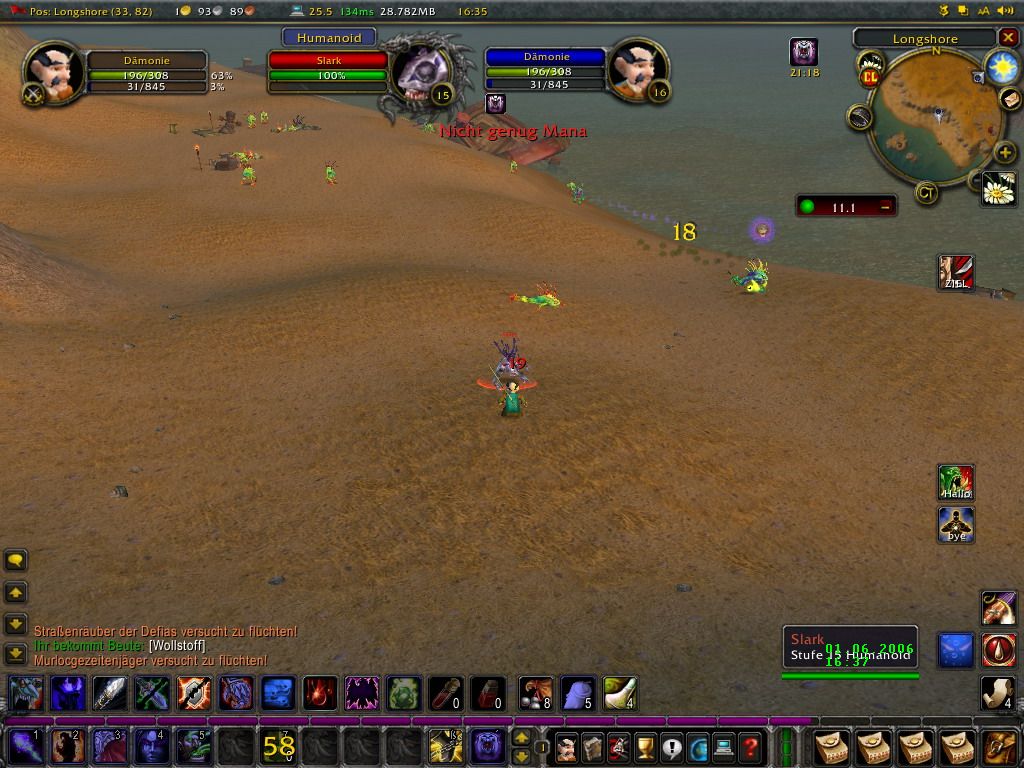 Pos: Longshore (33, 82) 1 93 89 25.5 134ms 28.782MB 16:35
Humanoid
Longshore
N
Dämonie
196/308 63%
31/845 3%
Slark
100%
15
Dämonie
196/308
31/845
16
21:18
CL
Nicht genug Mana
CT
11.1
18
19
Hallo
bye
Straßenräuber der Defias versucht zu flüchten!
Ihr bekommt Beute: [Wollstoff]
Murlocgezeitenjäger versucht zu flüchten!
Slark
Stufe 15 Humanoid
01.06.2006
16:37
0 0 8 5 4 4
1 2 3 4 5 58 1